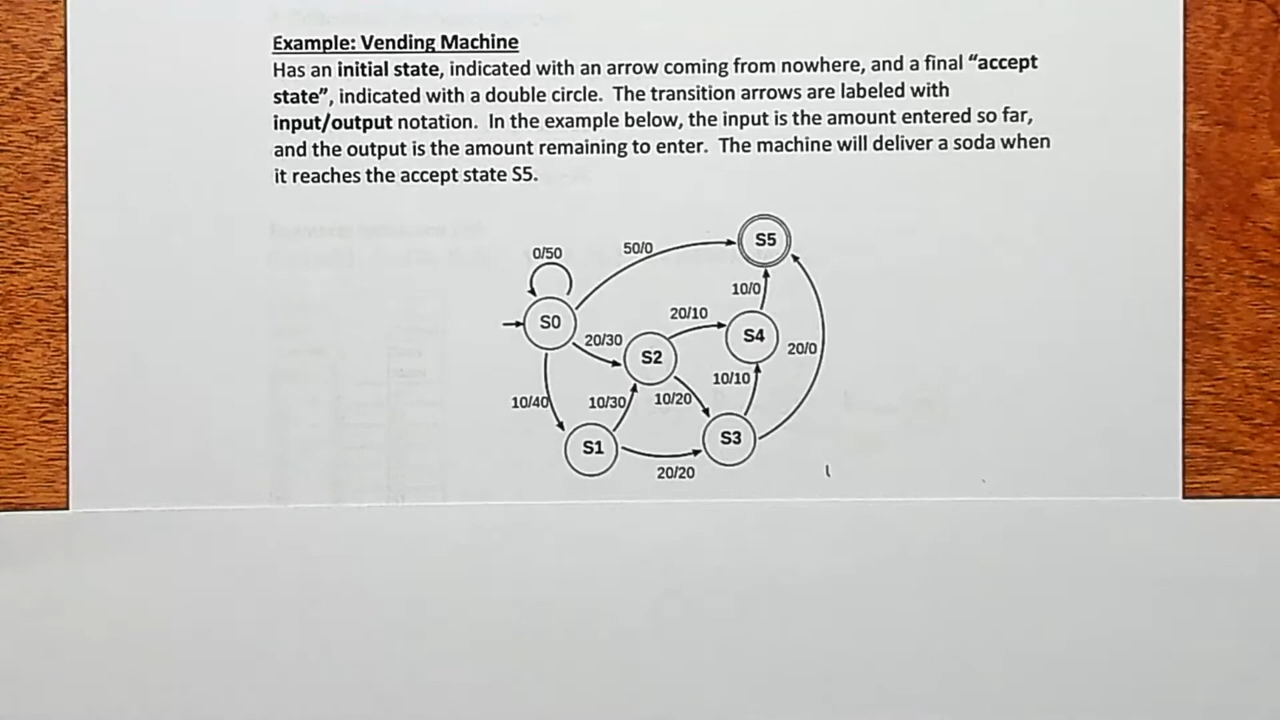 Example: Vending Machine
Has an initial state, indicated with an arrow coming from nowhere, and a final “accept
state”, indicated with a double circle. The transition arrows are labeled with
input/output notation. In the example below, the input is the amount entered so far,
and the output is the amount remaining to enter. The machine will deliver a soda when
it reaches the accept state S5.
S5
0/50
50/0
10/0
20/10
S0
20/30
S4
20/0
S2
10/10
10/40
10/30
10/20
S3
S1
20/20